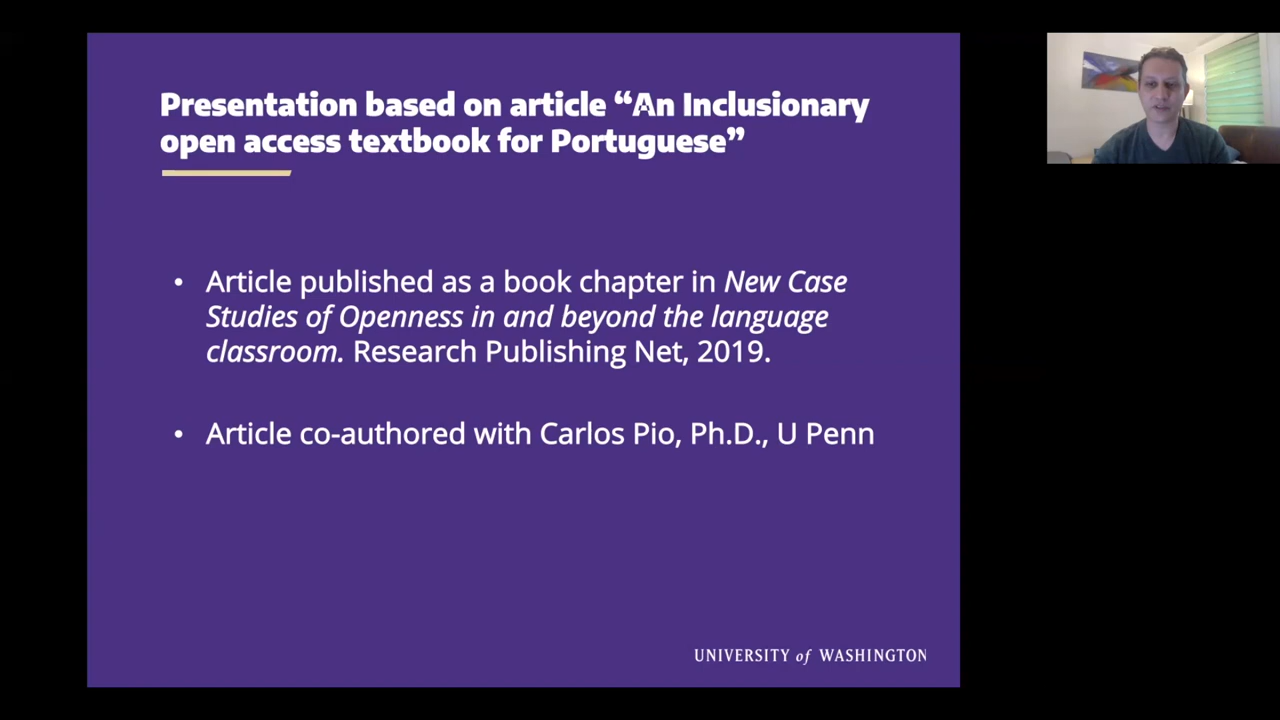 Presentation based on article “An Inclusionary
open access textbook for Portuguese”
• Article published as a book chapter in New Case
Studies of Openness in and beyond the language
classroom. Research Publishing Net, 2019.
• Article co-authored with Carlos Pio, Ph.D., U Penn
UNIVERSITY of WASHINGTON